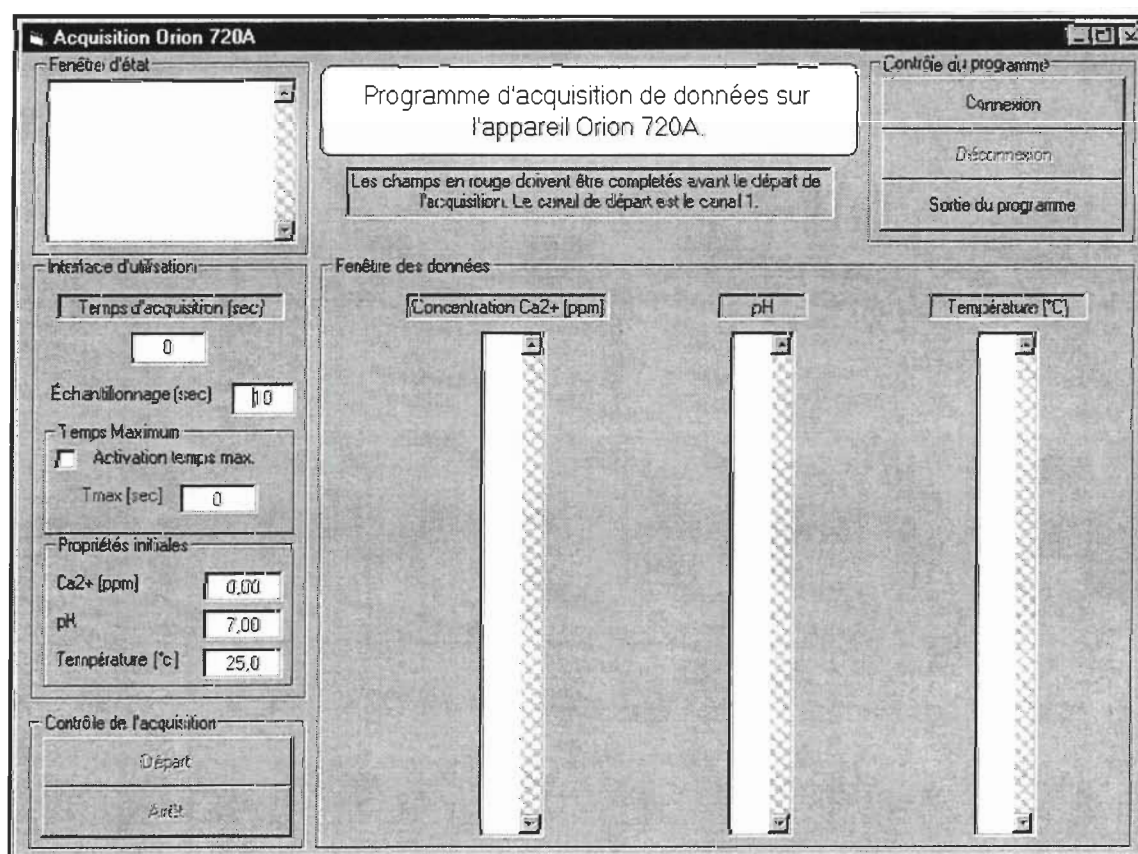 Acquisition Orion 720A
Fenêtre d'état
Programme d'acquisition de données sur
l'appareil Orion 720A.
Les champs en rouge doivent être completés avant le départ de
l'acquisition. Le canal de départ est le canal 1.
Contrôle du programme
Connexion
Déconnexion
Sortie du programme
Interface d'utilisation
Temps d'acquisition (sec)
0
Échantillonnage (sec) 10
Temps Maximum
Activation temps max.
Tmax (sec) 0
Propriétés initiales
Ca2+ (ppm) 0,00
pH 7,00
Température (°c) 25,0
Contrôle de l'acquisition
Départ
Arrêt
Fenêtre des données
Concentration Ca2+ (ppm)
pH
Température (°C)